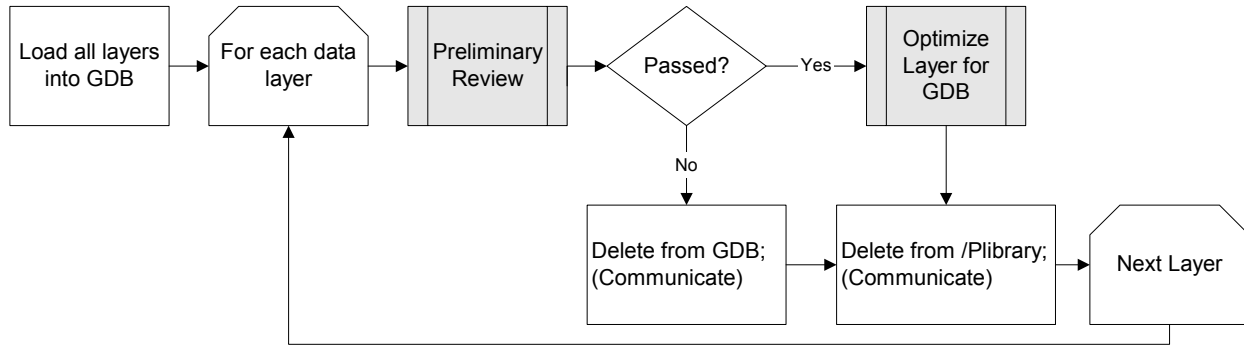 Load all layers
into GDB
For each data
layer
Preliminary
Review
Passed?
Yes
Optimize
Layer for
GDB
No
Delete from GDB;
(Communicate)
Delete from /Plibrary;
(Communicate)
Next Layer